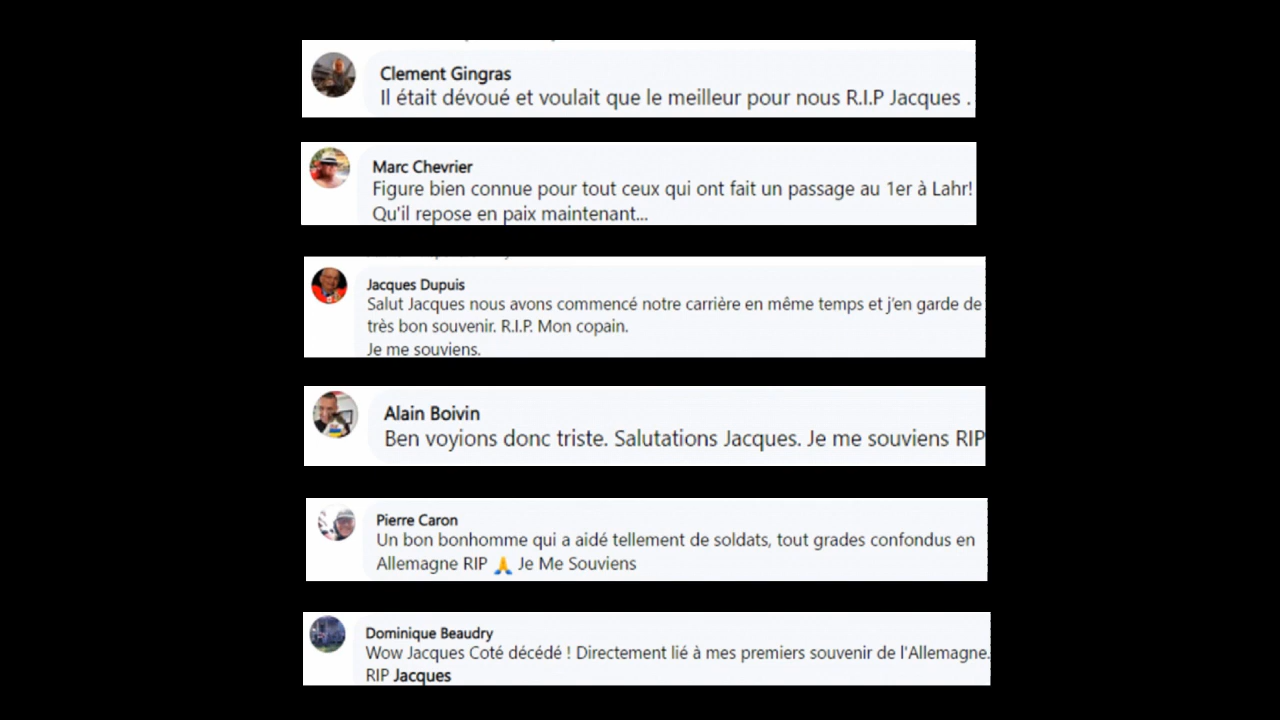 Clement Gingras
Il était dévoué et voulait que le meilleur pour nous R.I.P Jacques .
Marc Chevrier
Figure bien connue pour tout ceux qui ont fait un passage au 1er à Lahr!
Qu'il repose en paix maintenant...
Jacques Dupuis
Salut Jacques nous avons commencé notre carrière en même temps et j'en garde de
très bon souvenir. R.I.P. Mon copain.
Je me souviens.
Alain Boivin
Ben voyions donc triste. Salutations Jacques. Je me souviens RIP
Pierre Caron
Un bon bonhomme qui a aidé tellement de soldats, tout grades confondus en
Allemagne RIP 🙏 Je Me Souviens
Dominique Beaudry
Wow Jacques Coté décédé ! Directement lié à mes premiers souvenir de l'Allemagne.
RIP Jacques